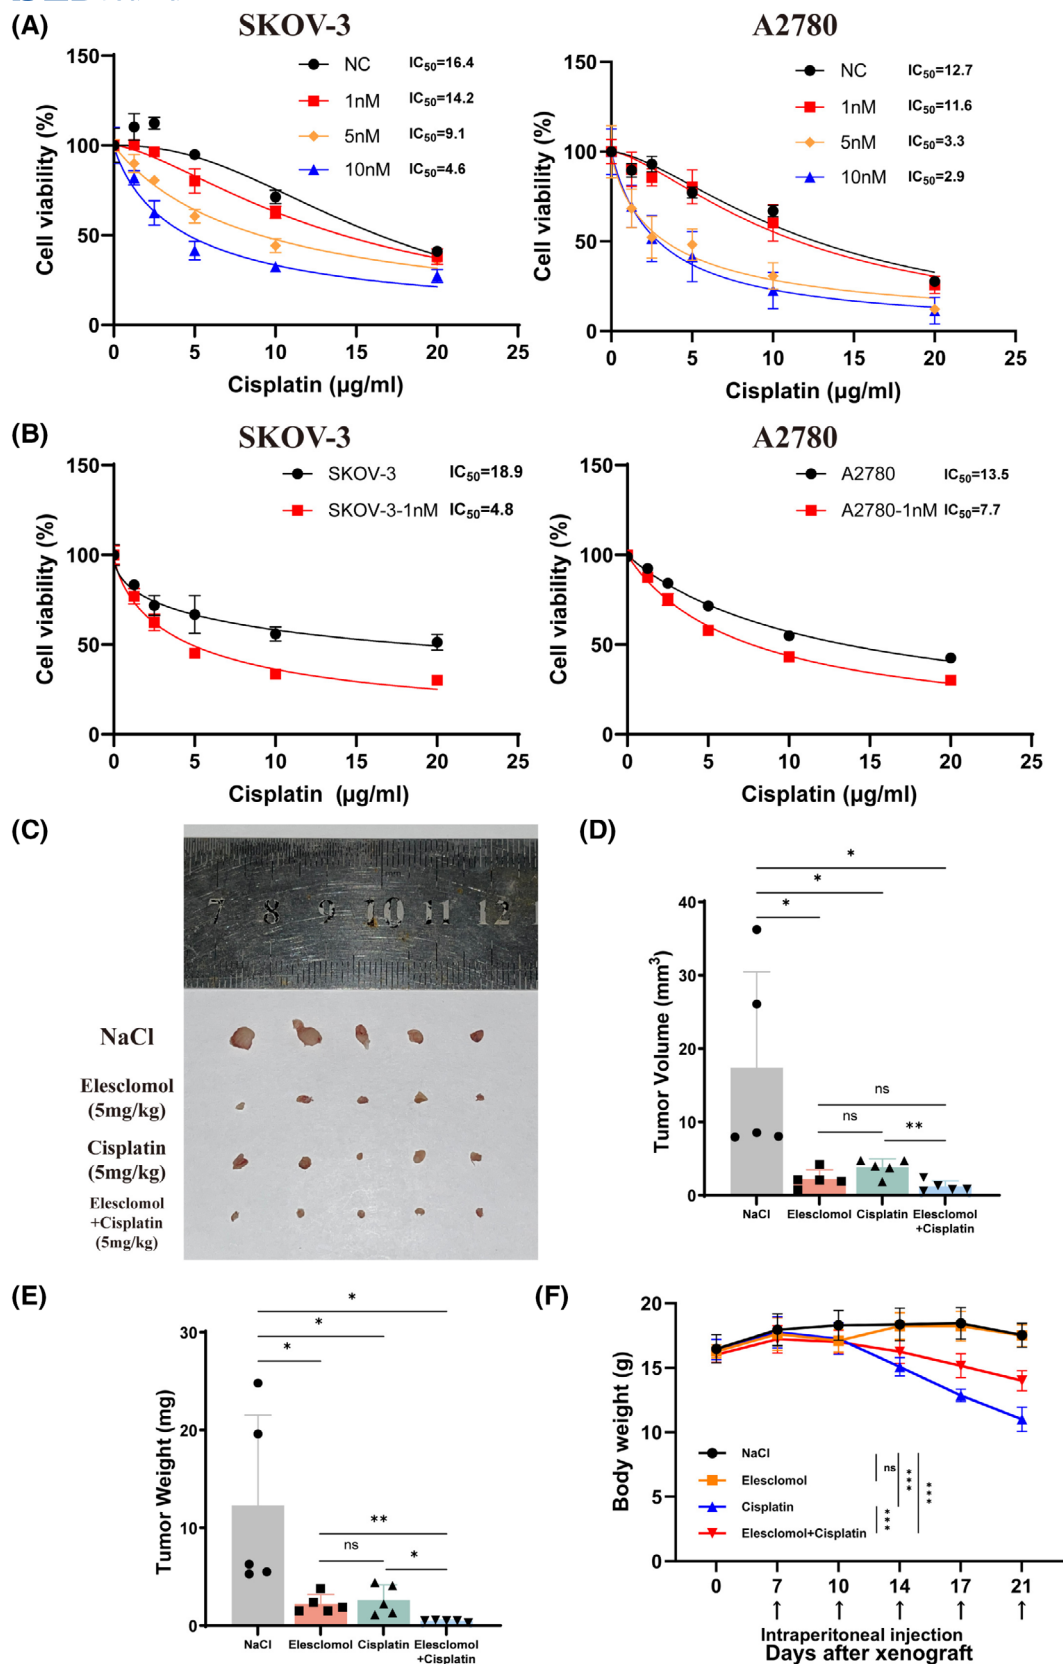 (A)
SKOV-3
A2780
150
100
50
0
Cell viability (%)
NC IC50=16.4
1nM IC50=14.2
5nM IC50=9.1
10nM IC50=4.6
0 5 10 15 20 25
Cisplatin (μg/ml)
150
100
50
0
Cell viability (%)
NC IC50=12.7
1nM IC50=11.6
5nM IC50=3.3
10nM IC50=2.9
0 5 10 15 20 25
Cisplatin (μg/ml)
(B)
SKOV-3
A2780
150
100
50
0
Cell viability (%)
SKOV-3 IC50=18.9
SKOV-3-1nM IC50=4.8
0 5 10 15 20 25
Cisplatin (μg/ml)
150
100
50
0
Cell viability (%)
A2780 IC50=13.5
A2780-1nM IC50=7.7
0 5 10 15 20 25
Cisplatin (μg/ml)
(C)
7 8 9 10 11 12
NaCl
Elesclomol
(5mg/kg)
Cisplatin
(5mg/kg)
Elesclomol
+Cisplatin
(5mg/kg)
(D)
*
*
*
40
30
20
10
0
Tumor Volume (mm3)
ns
ns
**
NaCl Elesclomol Cisplatin Elesclomol
+Cisplatin
(E)
*
*
*
30
20
10
0
Tumor Weight (mg)
**
ns
*
NaCl Elesclomol Cisplatin Elesclomol
+Cisplatin
(F)
20
15
10
5
0
Body weight (g)
NaCl
Elesclomol
Cisplatin
Elesclomol+Cisplatin
ns
***
***
***
0 7 10 14 17 21
Intraperitoneal injection
Days after xenograft